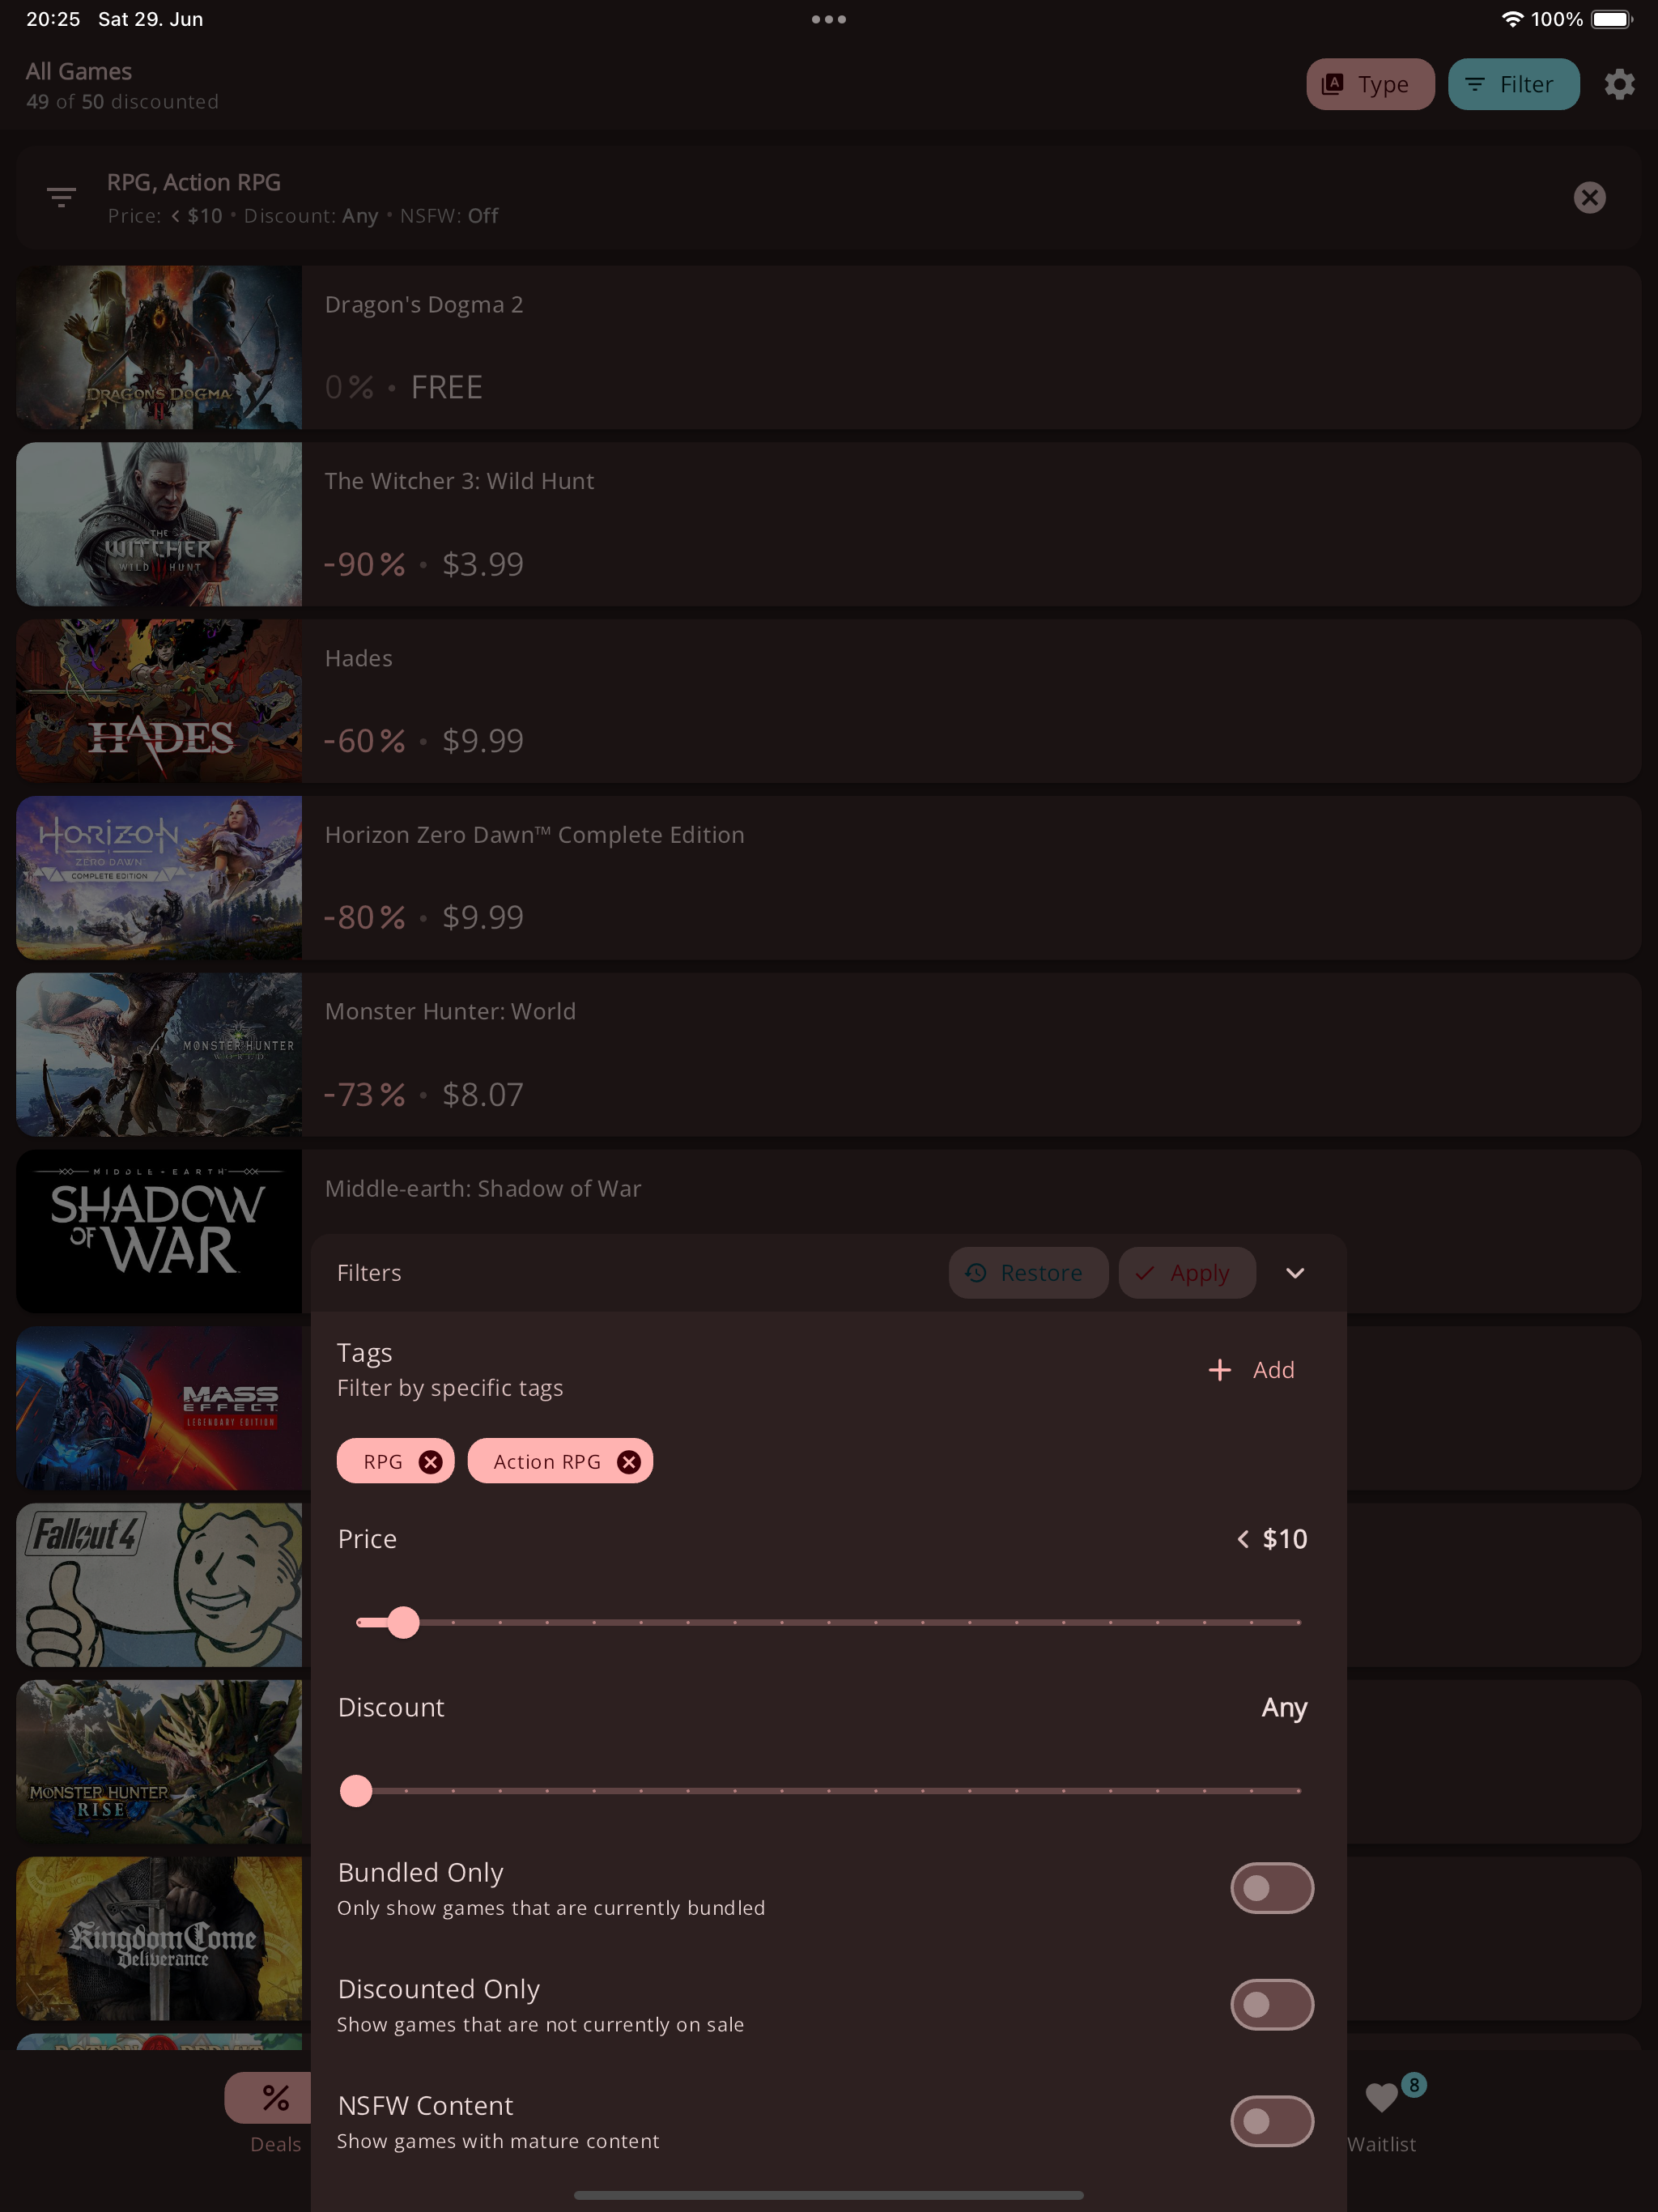 20:25 Sat 29. Jun
100%
All Games
49 of 50 discounted
Type
Filter
RPG, Action RPG
Price: < $10 • Discount: Any • NSFW: Off
DRAGON'S DOGMA
Dragon's Dogma 2
0% • FREE
THE
WITCHER
WILD HUNT
The Witcher 3: Wild Hunt
-90% • $3.99
HADES
Hades
-60% • $9.99
HORIZON
ZERO DAWN
COMPLETE EDITION
Horizon Zero Dawn™ Complete Edition
-80% • $9.99
MONSTER HUNTER
WORLD
Monster Hunter: World
-73% • $8.07
MIDDLE-EARTH
SHADOW
OF WAR
Middle-earth: Shadow of War
Filters
Restore
Apply
MASS
EFFECT
LEGENDARY EDITION
Tags
Filter by specific tags
Add
RPG
Action RPG
Fallout 4
Price
< $10
MONSTER HUNTER
RISE
Discount
Any
Kingdom Come
Deliverance
Bundled Only
Only show games that are currently bundled
Discounted Only
Show games that are not currently on sale
NSFW Content
Show games with mature content
Deals
8
Waitlist